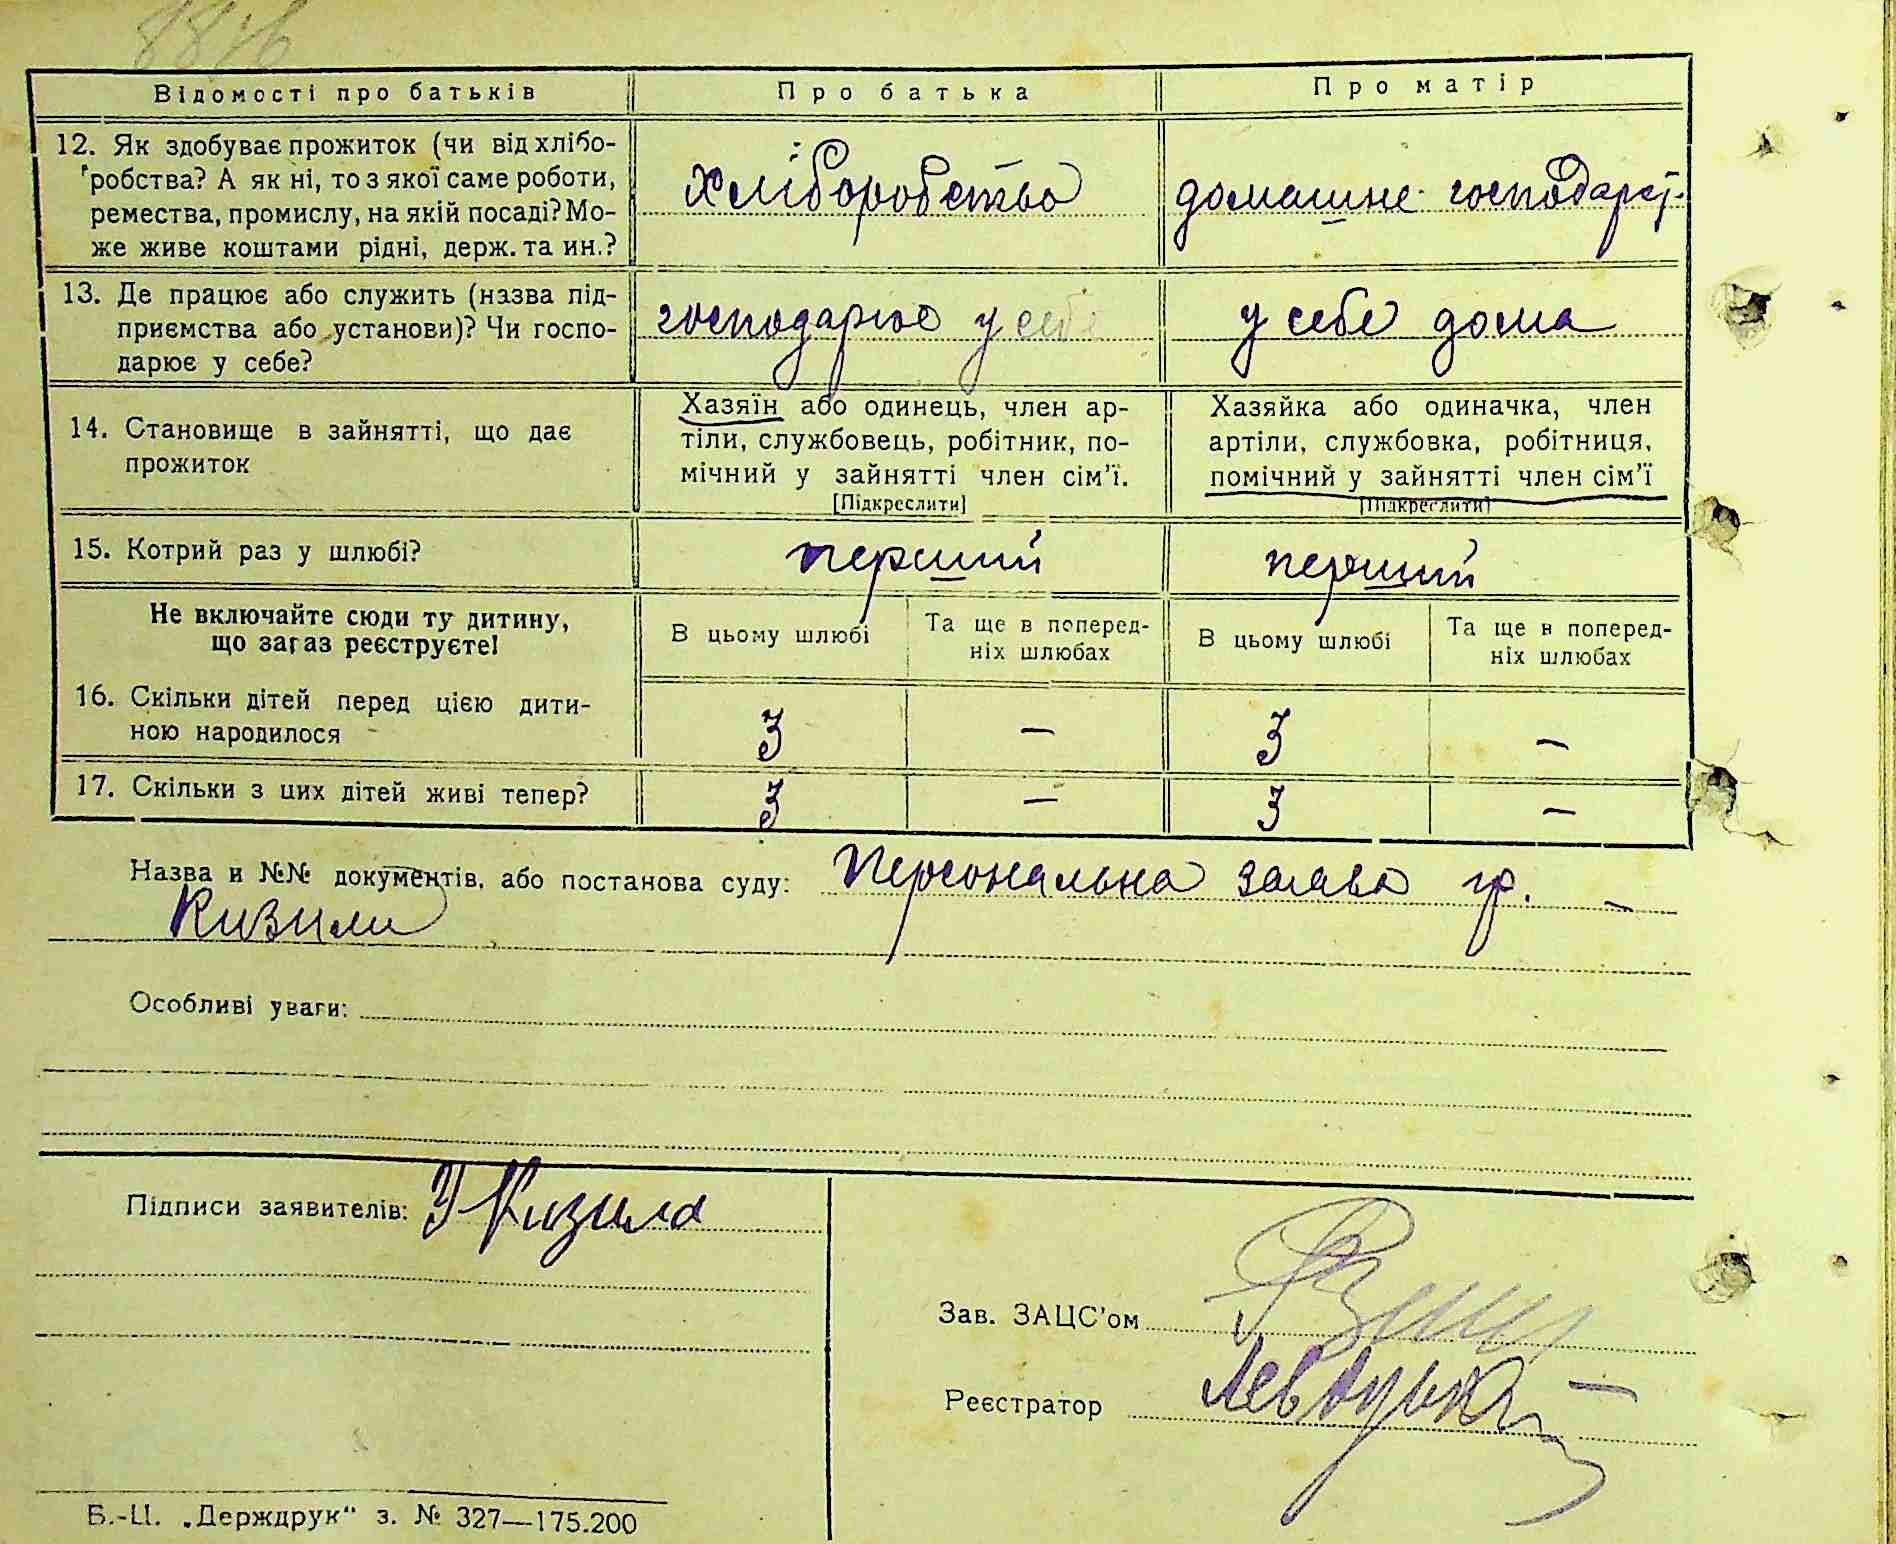 8876
Відомості про батьків
Про батька
Про матір
12. Як здобуває прожиток (чи від хлібо-
робства? А як ні, то з якої саме роботи,
ремества, промислу, на якій посаді? Мо-
же живе коштами рідні, держ. та ин.?
хліборобство
домашнє господарст.
13. Де працює або служить (назва під-
приємства або установи)? Чи госпо-
дарює у себе?
господарює у себе
у себе дома
14. Становище в зайнятті, що дає
прожиток
Хазяїн або одинець, член ар-
тіли, службовець, робітник, по-
мічний у зайнятті член сім'ї.
[Підкреслити]
Хазяйка або одиначка, член
артіли, службовка, робітниця,
помічний у зайнятті член сім'ї
[Підкреслити]
15. Котрий раз у шлюбі?
перший
перший
Не включайте сюди ту дитину,
що зараз реєструєте!
В цьому шлюбі
Та ще в поперед-
ніх шлюбах
В цьому шлюбі
Та ще в поперед-
ніх шлюбах
16. Скільки дітей перед цією дити-
ною народилося
3 — 3 —
17. Скільки з цих дітей живі тепер?
3 — 3 —
Назва и №№ документів, або постанова суду: Персональна заява гр. —
Кизили
Особливі уваги:
Підписи заявителів: Кизила
Зав. ЗАЦС'ом
Реєстратор
Б.-Ц. „Держдрук“ з. № 327—175.200